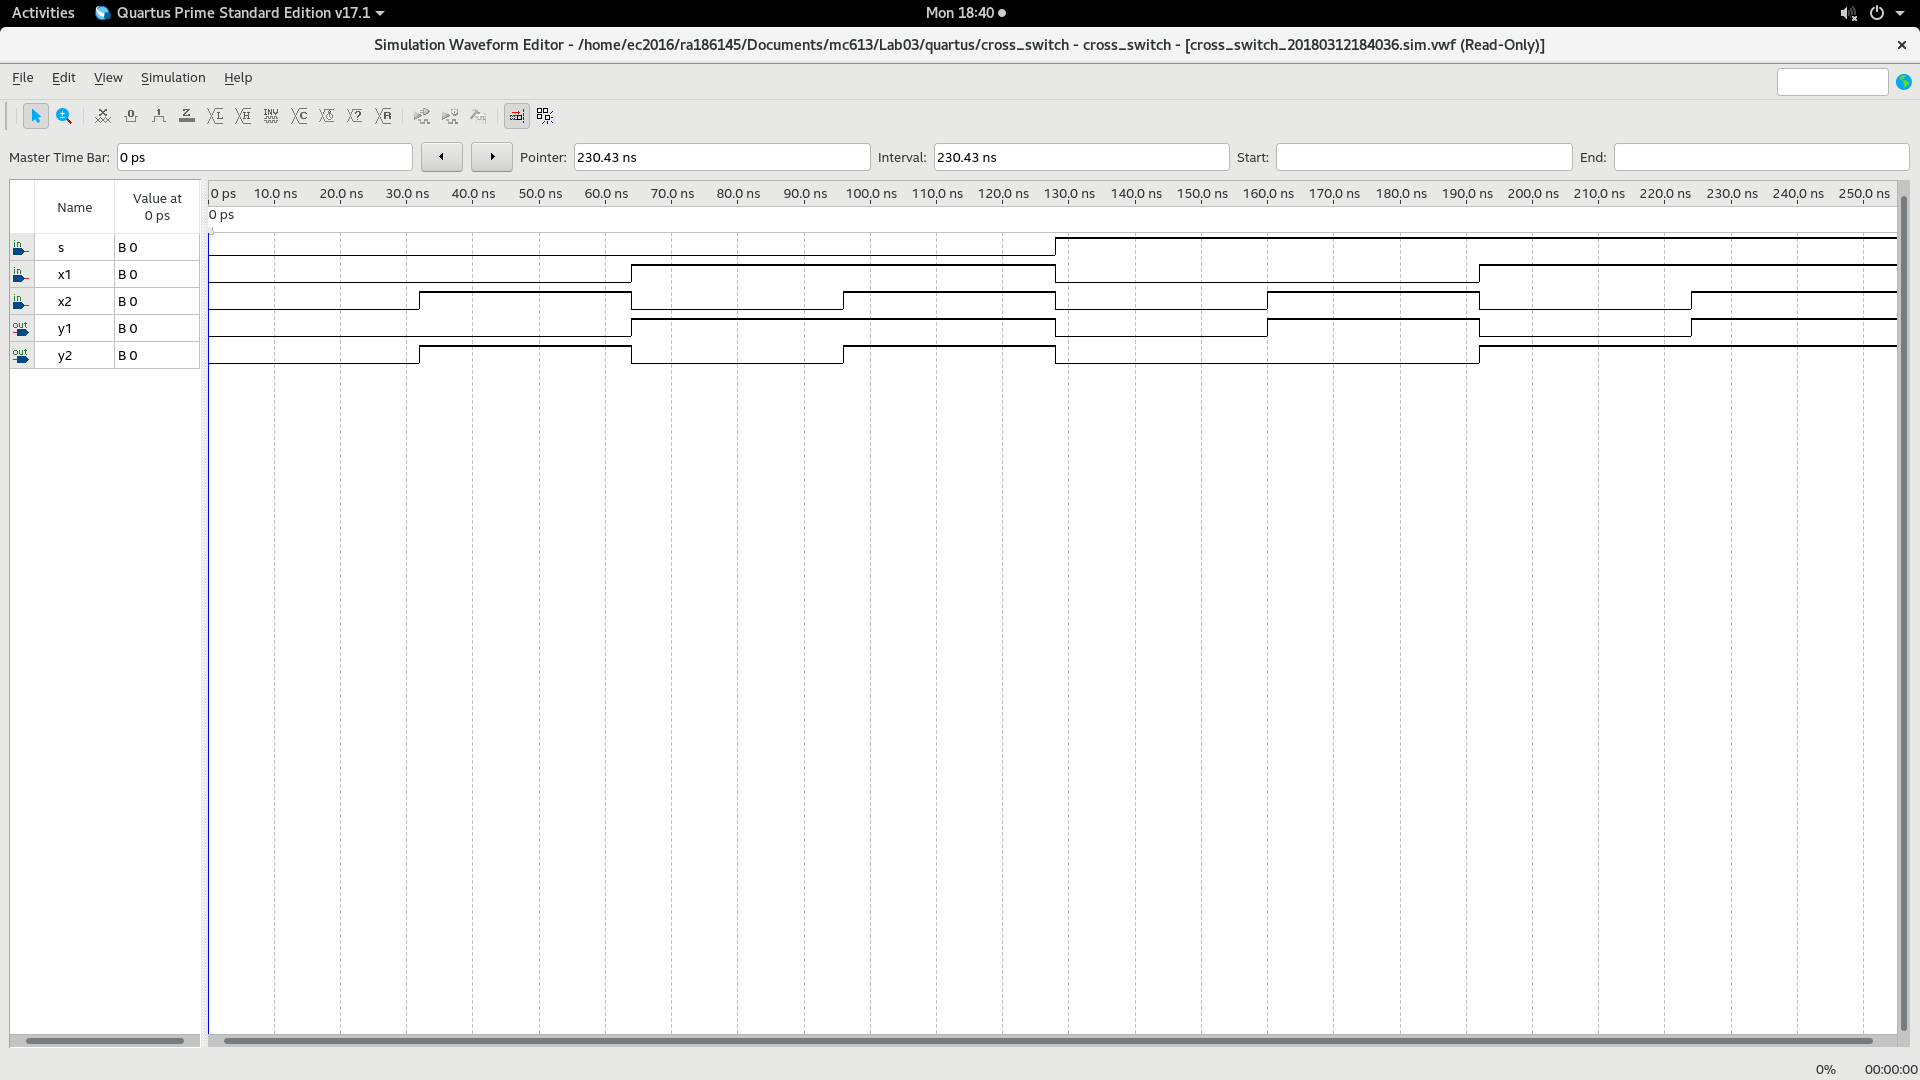 Activities Quartus Prime Standard Edition v17.1 Mon 18:40
Simulation Waveform Editor - /home/ec2016/ra186145/Documents/mc613/Lab03/quartus/cross_switch - cross_switch - [cross_switch_20180312184036.sim.vwf (Read-Only)]
File Edit View Simulation Help
Master Time Bar: 0 ps Pointer: 230.43 ns Interval: 230.43 ns Start: End:
Name Value at 0 ps
0 ps 10.0 ns 20.0 ns 30.0 ns 40.0 ns 50.0 ns 60.0 ns 70.0 ns 80.0 ns 90.0 ns 100.0 ns 110.0 ns 120.0 ns 130.0 ns 140.0 ns 150.0 ns 160.0 ns 170.0 ns 180.0 ns 190.0 ns 200.0 ns 210.0 ns 220.0 ns 230.0 ns 240.0 ns 250.0 ns
0 ps
in s B 0
in x1 B 0
in x2 B 0
out y1 B 0
out y2 B 0
0% 00:00:00